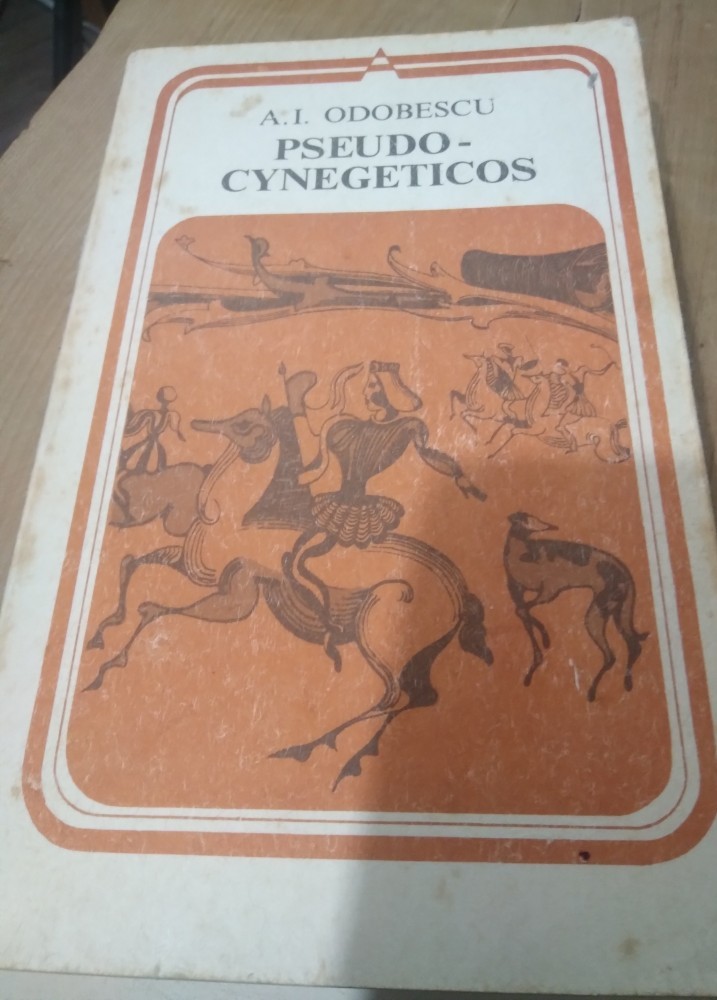 A.I. ODOBESCU
PSEUDO-
CYNEGETICOS